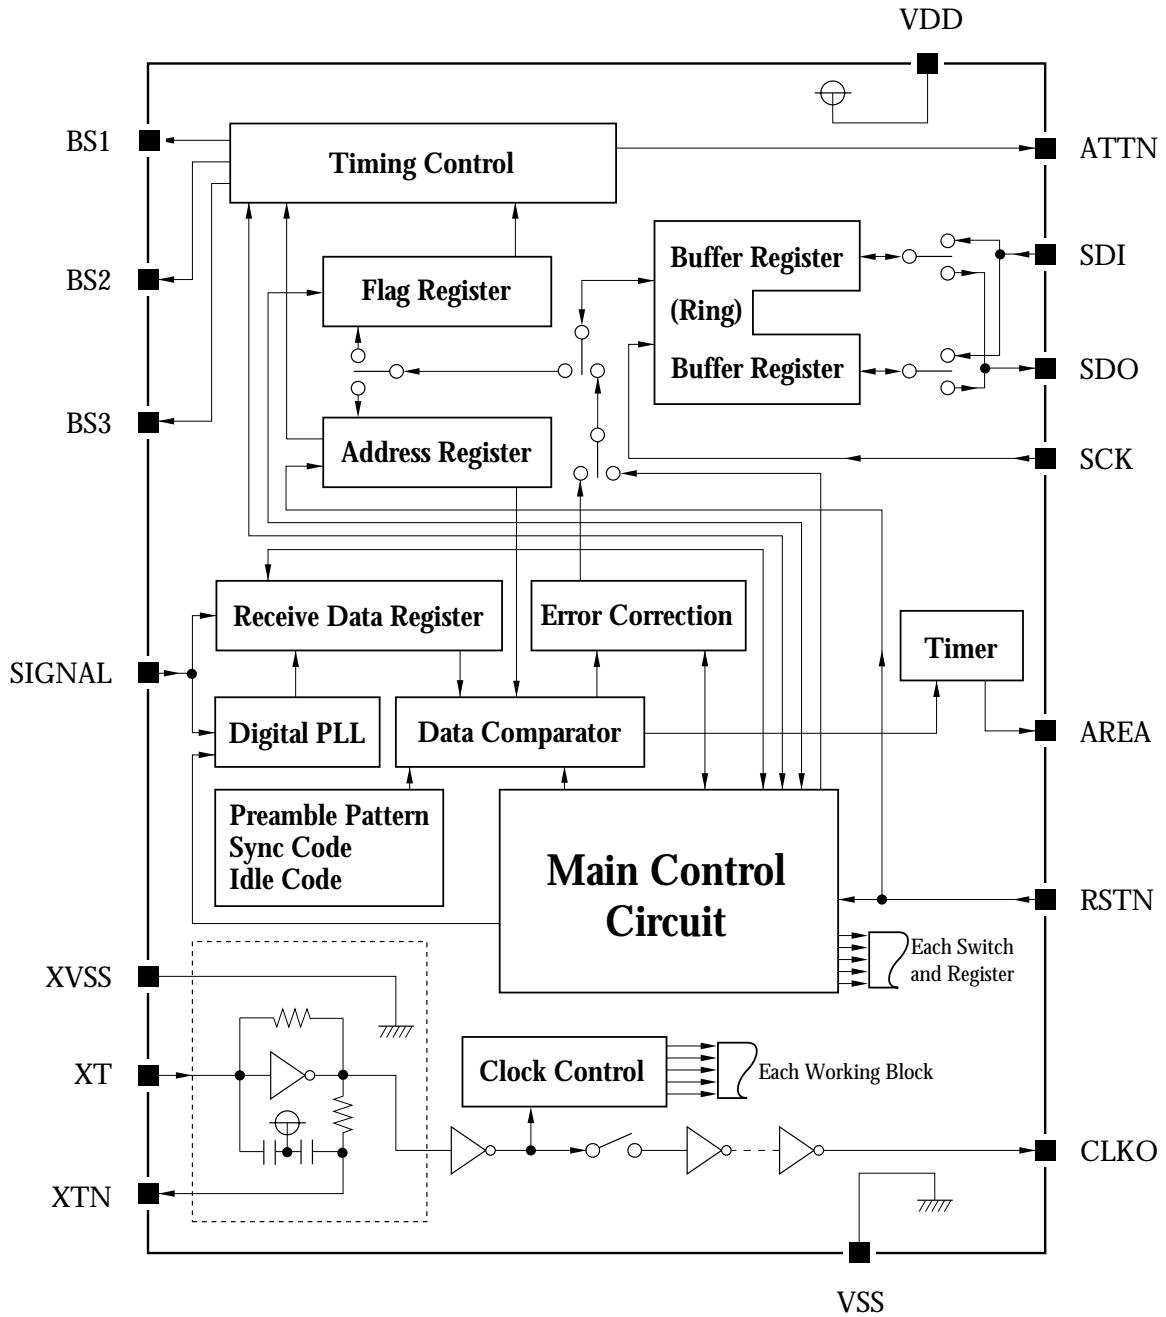 VDD
BS1
Timing Control
ATTN
Buffer Register
SDI
BS2
Flag Register
(Ring)
Buffer Register
SDO
BS3
Address Register
SCK
Receive Data Register
Error Correction
Timer
SIGNAL
Digital PLL
Data Comparator
AREA
Preamble Pattern
Sync Code
Idle Code
Main Control
Circuit
RSTN
Each Switch
and Register
XVSS
XT
Clock Control
Each Working Block
CLKO
XTN
VSS